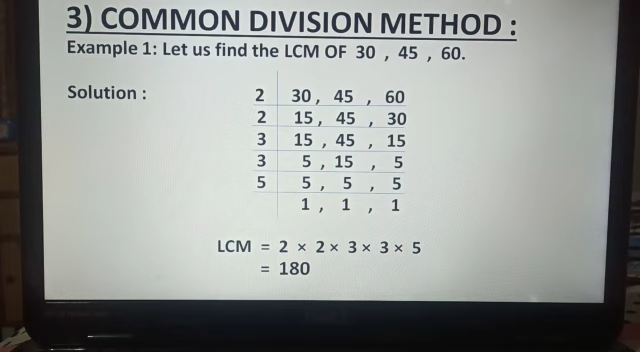 3) COMMON DIVISION METHOD :
Example 1: Let us find the LCM OF 30 , 45 , 60.
Solution :
2 30 , 45 , 60
2 15 , 45 , 30
3 15 , 45 , 15
3 5 , 15 , 5
5 5 , 5 , 5
1 , 1 , 1
LCM = 2 × 2 × 3 × 3 × 5
= 180